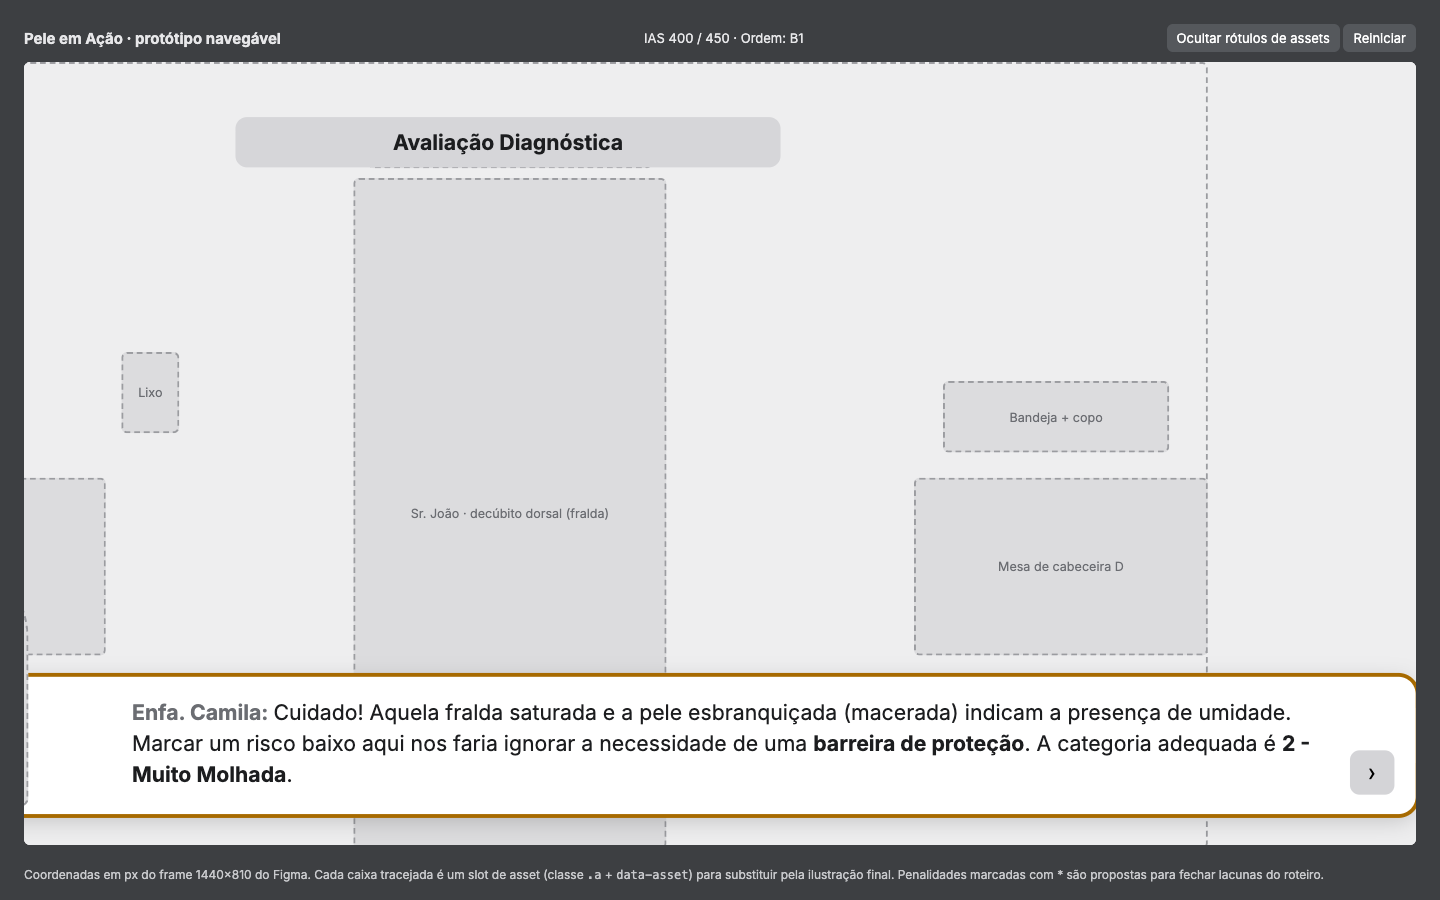 Pele em Ação · protótipo navegável
IAS 400 / 450 · Ordem: B1
Ocultar rótulos de assets
Reiniciar
Avaliação Diagnóstica
Lixo
Bandeja + copo
Sr. João · decúbito dorsal (fralda)
Mesa de cabeceira D
Enfa. Camila: Cuidado! Aquela fralda saturada e a pele esbranquiçada (macerada) indicam a presença de umidade.
Marcar um risco baixo aqui nos faria ignorar a necessidade de uma barreira de proteção. A categoria adequada é 2 -
Muito Molhada.
›
Coordenadas em px do frame 1440×810 do Figma. Cada caixa tracejada é um slot de asset (classe .a + data-asset) para substituir pela ilustração final. Penalidades marcadas com * são propostas para fechar lacunas do roteiro.